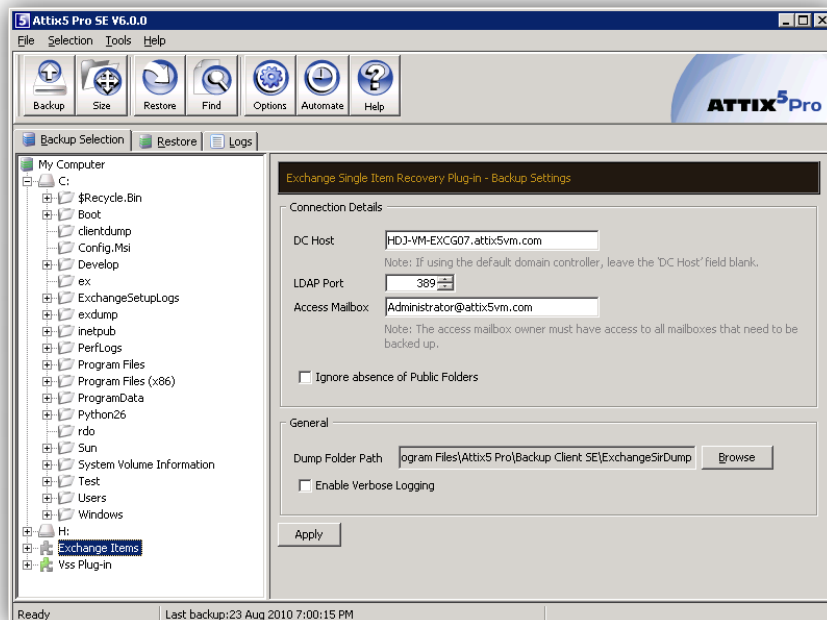 5 Attix5 Pro SE V6.0.0
File Selection Tools Help
Backup Size Restore Find Options Automate Help
ATTIX5Pro
Backup Selection Restore Logs
My Computer
C:
$Recycle.Bin
Boot
clientdump
Config.Msi
Develop
ex
ExchangeSetupLogs
exdump
inetpub
PerfLogs
Program Files
Program Files (x86)
ProgramData
Python26
rdo
Sun
System Volume Information
Test
Users
Windows
H:
Exchange Items
Vss Plug-in
Exchange Single Item Recovery Plug-in - Backup Settings
Connection Details
DC Host HDJ-VM-EXCG07.attix5vm.com
Note: If using the default domain controller, leave the 'DC Host' field blank.
LDAP Port 389
Access Mailbox Administrator@attix5vm.com
Note: The access mailbox owner must have access to all mailboxes that need to be
backed up.
Ignore absence of Public Folders
General
Dump Folder Path ogram Files\Attix5 Pro\Backup Client SE\ExchangeSirDump Browse
Enable Verbose Logging
Apply
Ready Last backup:23 Aug 2010 7:00:15 PM